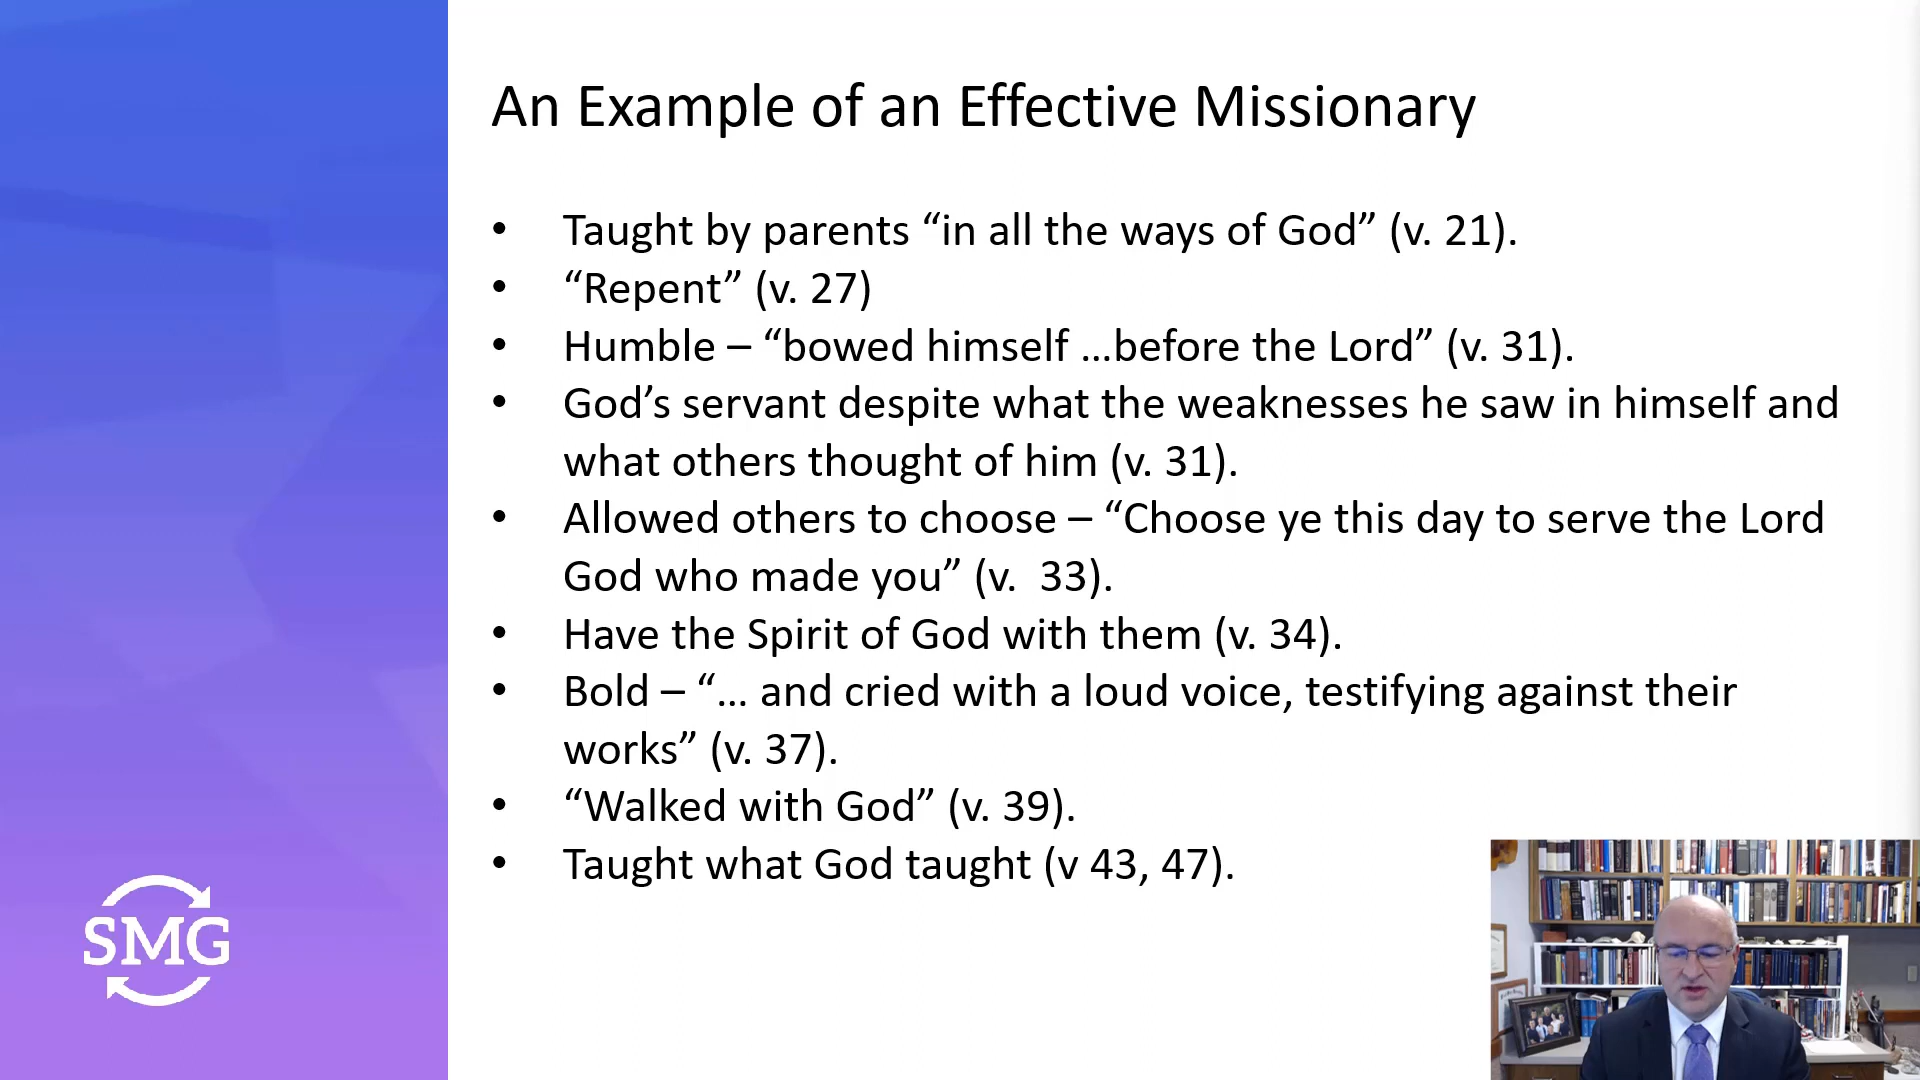 An Example of an Effective Missionary
• Taught by parents “in all the ways of God” (v. 21).
• “Repent” (v. 27)
• Humble – “bowed himself …before the Lord” (v. 31).
• God’s servant despite what the weaknesses he saw in himself and
what others thought of him (v. 31).
• Allowed others to choose – “Choose ye this day to serve the Lord
God who made you” (v.  33).
• Have the Spirit of God with them (v. 34).
• Bold – “… and cried with a loud voice, testifying against their
works” (v. 37).
• “Walked with God” (v. 39).
• Taught what God taught (v 43, 47).
SMG